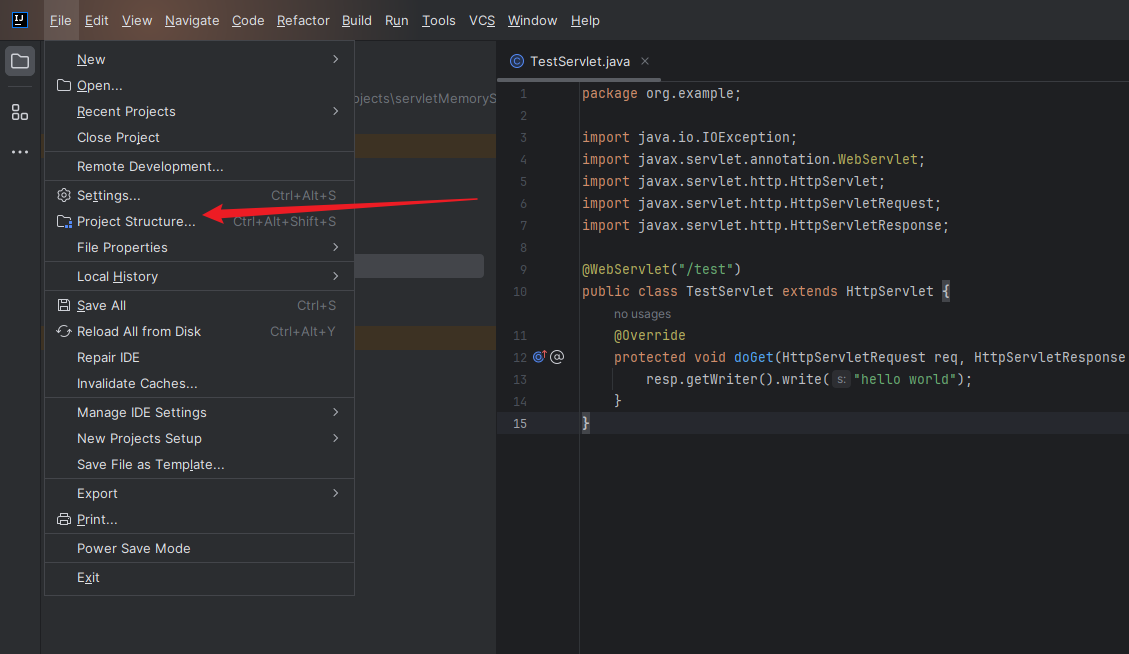 IJ
File Edit View Navigate Code Refactor Build Run Tools VCS Window Help
New
Open...
Recent Projects
Close Project
Remote Development...
Settings... Ctrl+Alt+S
Project Structure... Ctrl+Alt+Shift+S
File Properties
Local History
Save All Ctrl+S
Reload All from Disk Ctrl+Alt+Y
Repair IDE
Invalidate Caches...
Manage IDE Settings
New Projects Setup
Save File as Template...
Export
Print...
Power Save Mode
Exit
ojects\servletMemoryS
TestServlet.java
1 package org.example;
2
3 import java.io.IOException;
4 import javax.servlet.annotation.WebServlet;
5 import javax.servlet.http.HttpServlet;
6 import javax.servlet.http.HttpServletRequest;
7 import javax.servlet.http.HttpServletResponse;
8
9 @WebServlet("/test")
10 public class TestServlet extends HttpServlet {
no usages
11 @Override
12 protected void doGet(HttpServletRequest req, HttpServletResponse
13 resp.getWriter().write( s: "hello world");
14 }
15 }